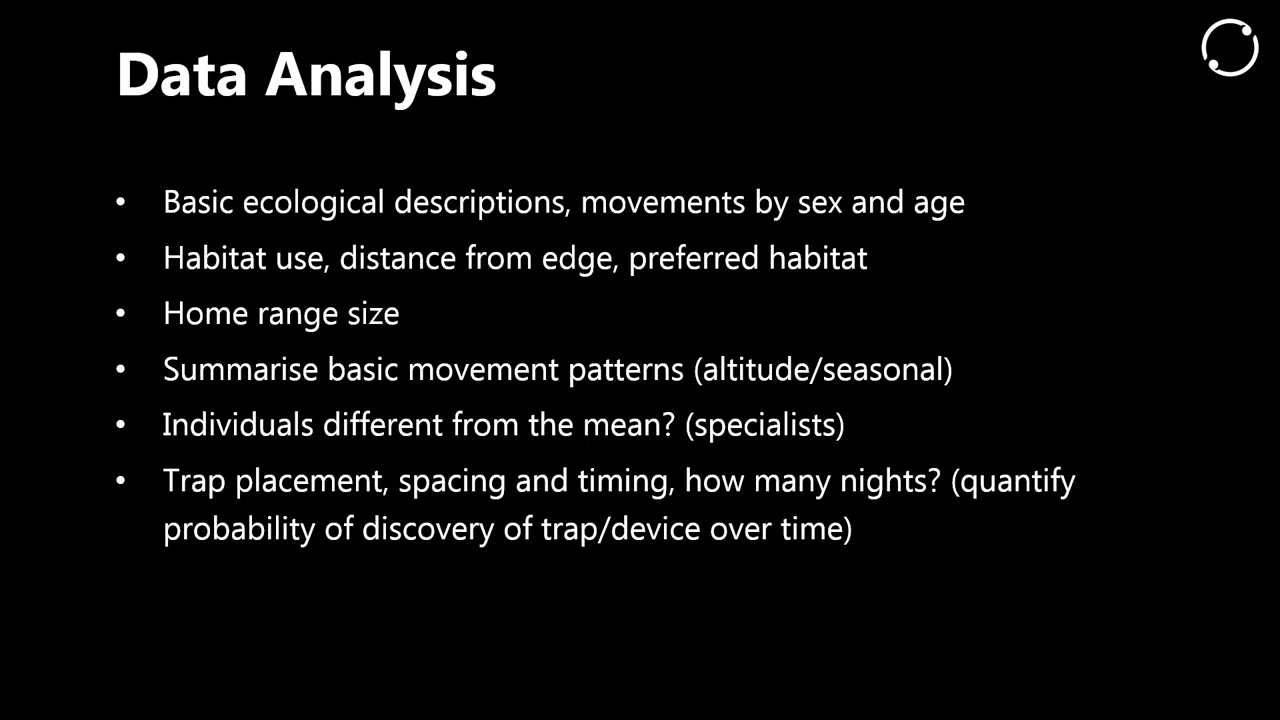 Data Analysis
• Basic ecological descriptions, movements by sex and age
• Habitat use, distance from edge, preferred habitat
• Home range size
• Summarise basic movement patterns (altitude/seasonal)
• Individuals different from the mean? (specialists)
• Trap placement, spacing and timing, how many nights? (quantify
probability of discovery of trap/device over time)